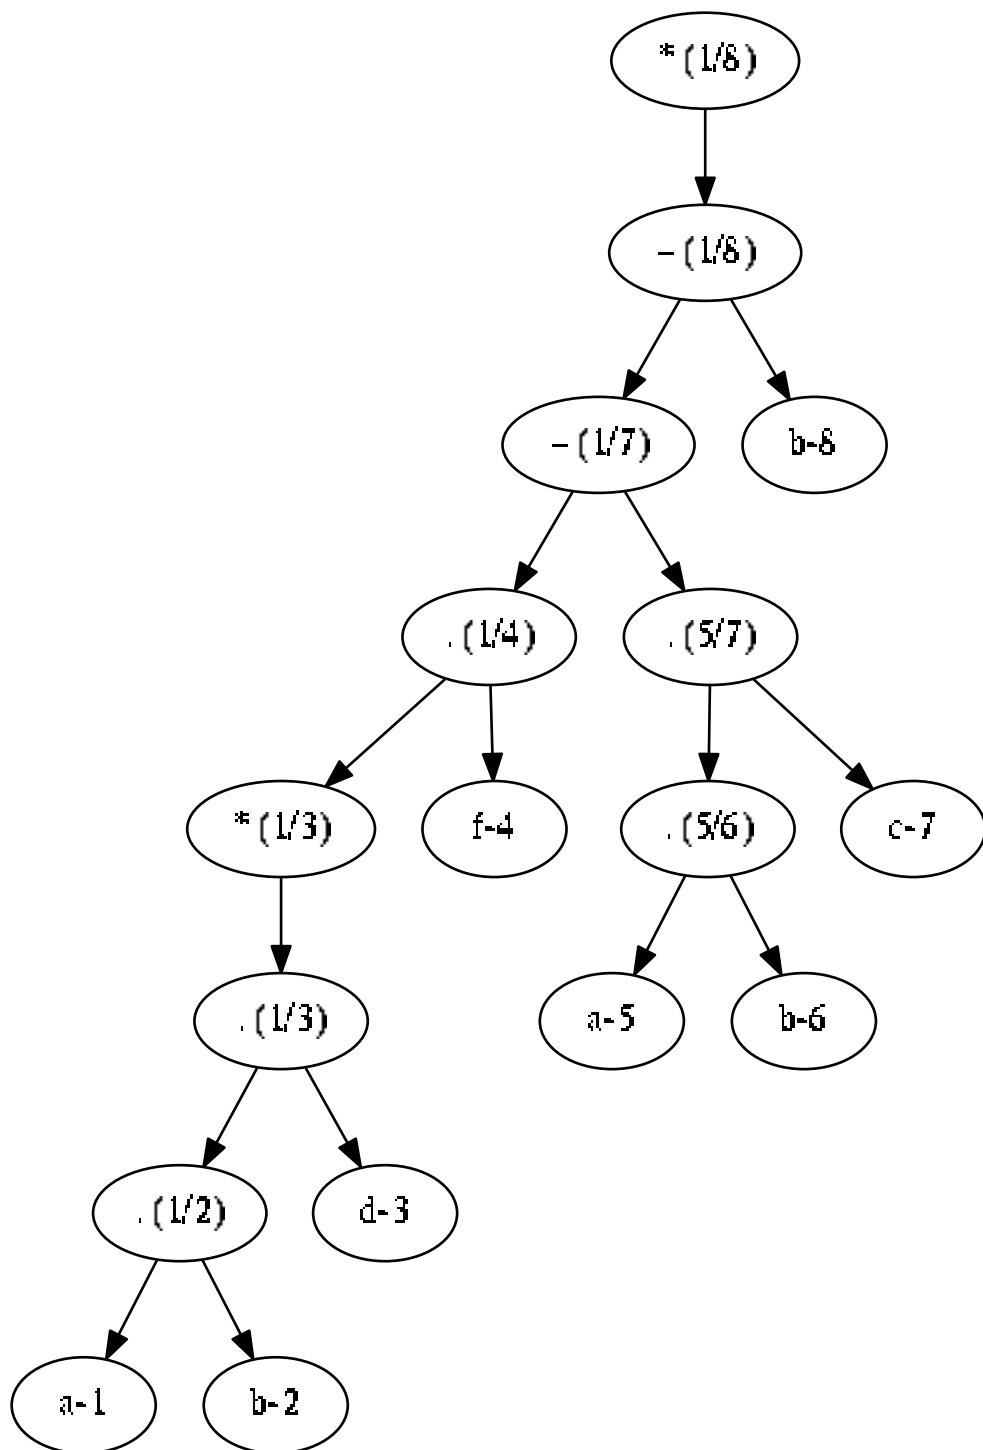 * (1/8)
– (1/8)
– (1/7)
b-8
. (1/4)
. (5/7)
* (1/3)
f-4
. (5/6)
c-7
. (1/3)
a-5
b-6
. (1/2)
d-3
a-1
b-2